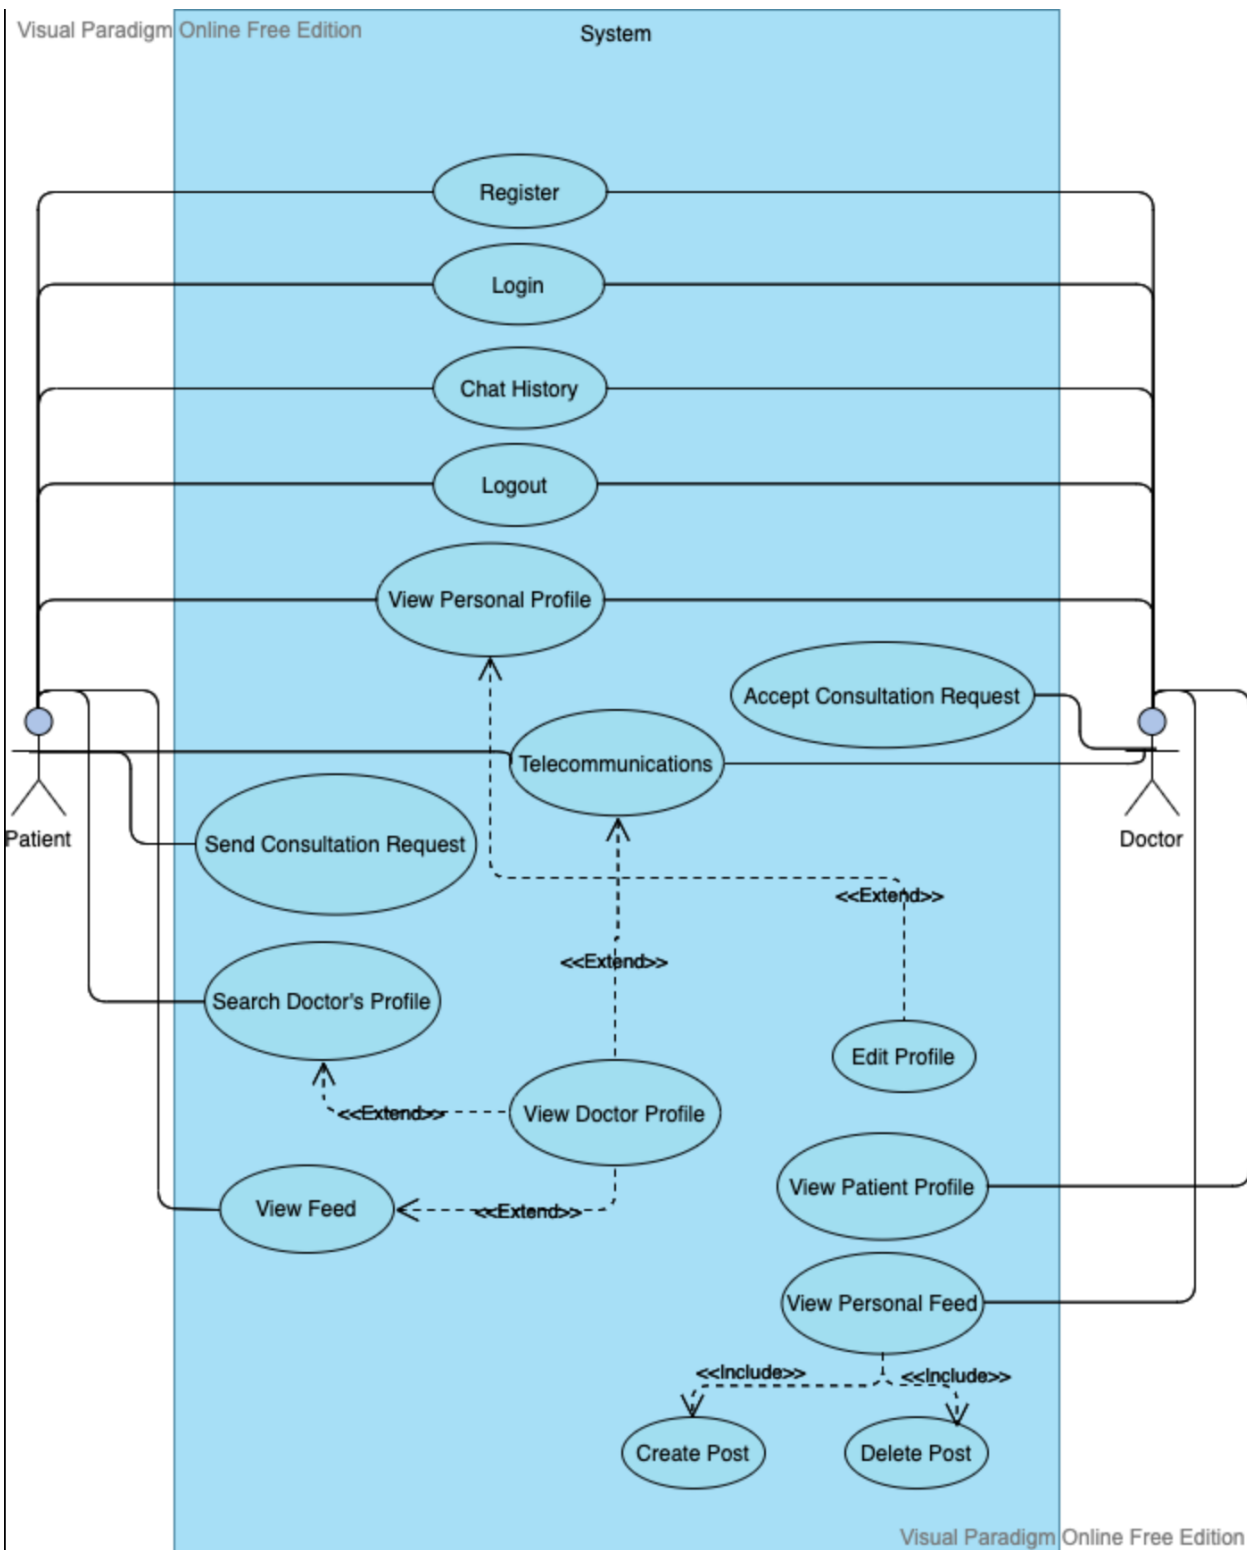 Visual Paradigm Online Free Edition
System
Register
Login
Chat History
Logout
View Personal Profile
Accept Consultation Request
Telecommunications
Patient
Send Consultation Request
Doctor
<<Extend>>
<<Extend>>
Search Doctor's Profile
Edit Profile
<<Extend>>
View Doctor Profile
View Patient Profile
View Feed
<<Extend>>
View Personal Feed
<<Include>>
<<Include>>
Create Post
Delete Post
Visual Paradigm Online Free Edition